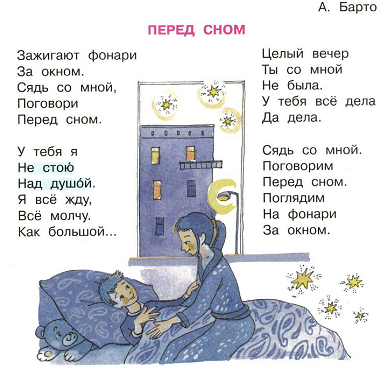 А. Барто
ПЕРЕД СНОМ
Зажигают фонари
За окном.
Сядь со мной,
Поговори
Перед сном.
У тебя я
Не стою́
Над душо́й.
Я всё жду,
Всё молчу.
Как большой...
Целый вечер
Ты со мной
Не была.
У тебя всё дела
Да дела.
Сядь со мной.
Поговорим
Перед сном.
Поглядим
На фонари
За окном.